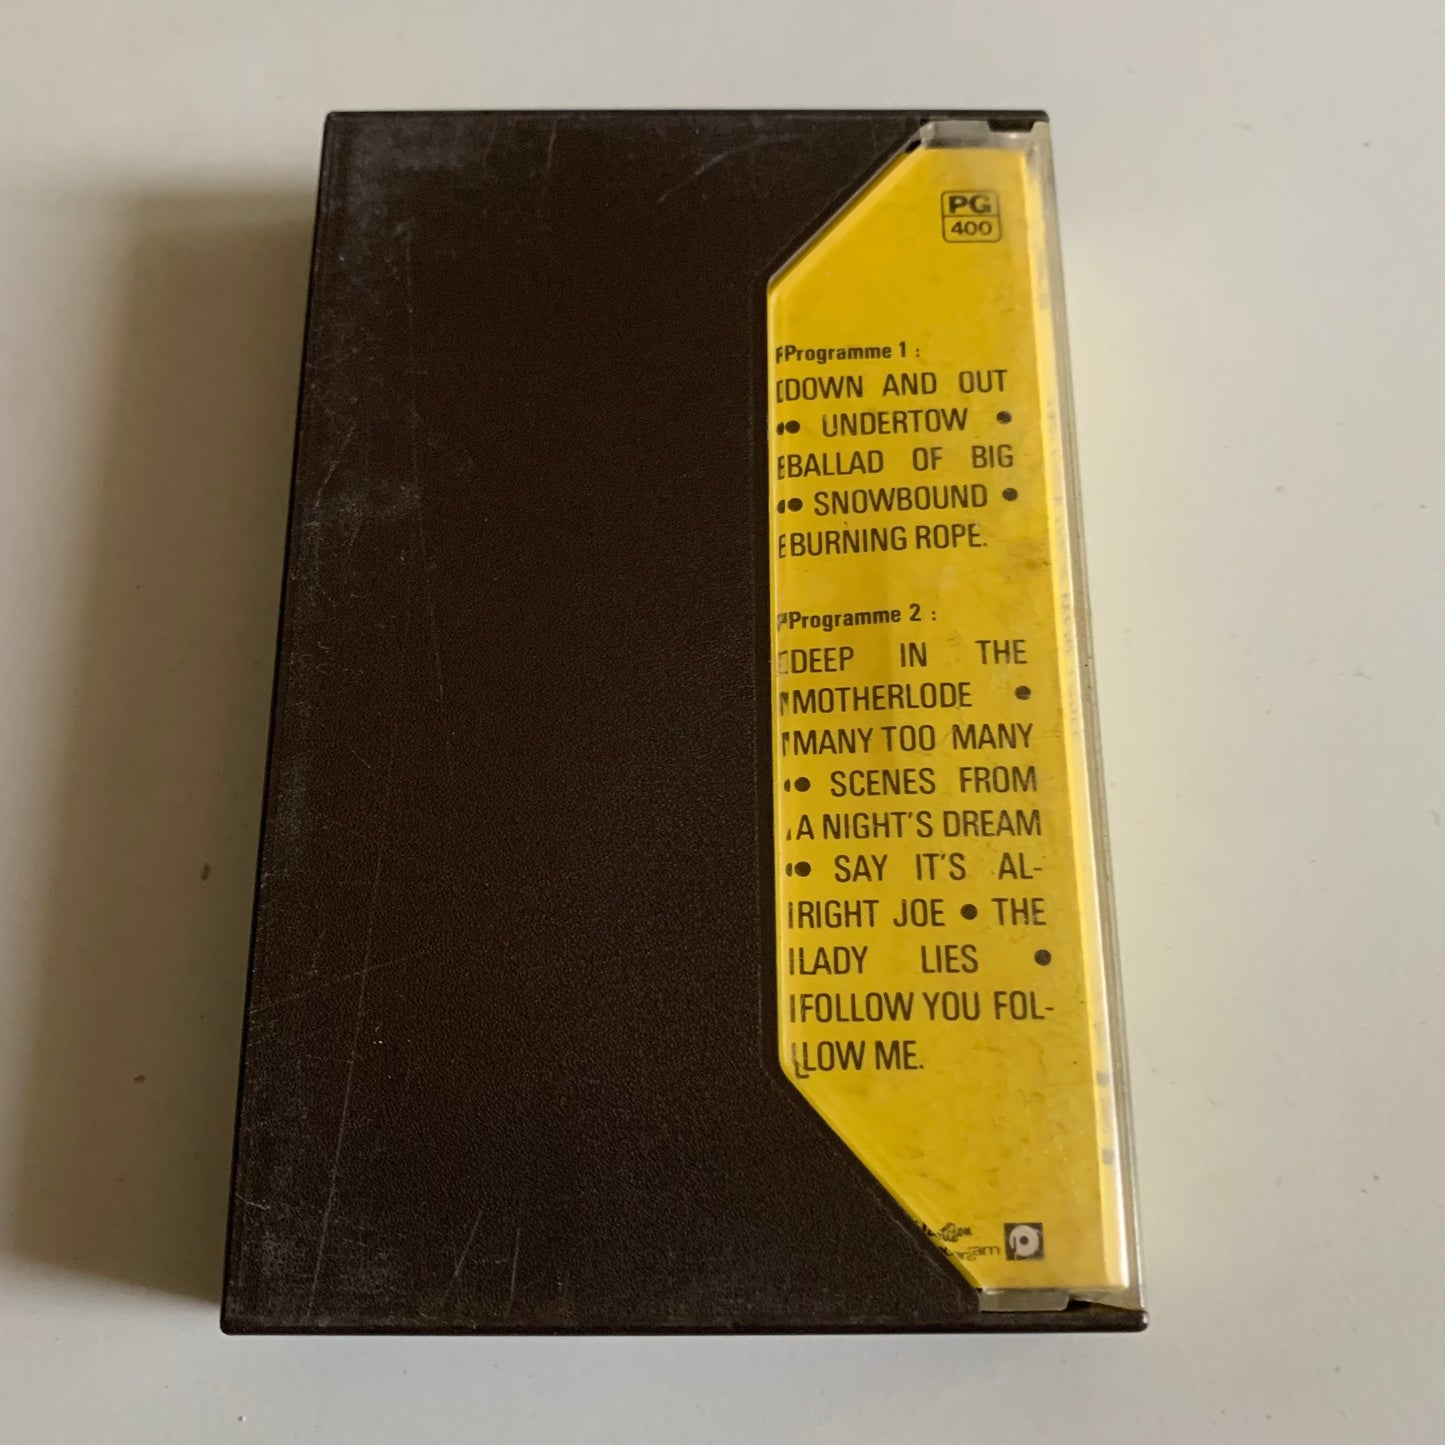 PG
400
Programme 1 :
DOWN AND OUT
• UNDERTOW •
BALLAD OF BIG
• SNOWBOUND •
BURNING ROPE.
Programme 2 :
DEEP IN THE
MOTHERLODE •
MANY TOO MANY
• SCENES FROM
A NIGHT'S DREAM
• SAY IT'S AL-
RIGHT JOE • THE
LADY LIES •
FOLLOW YOU FOL-
LOW ME.